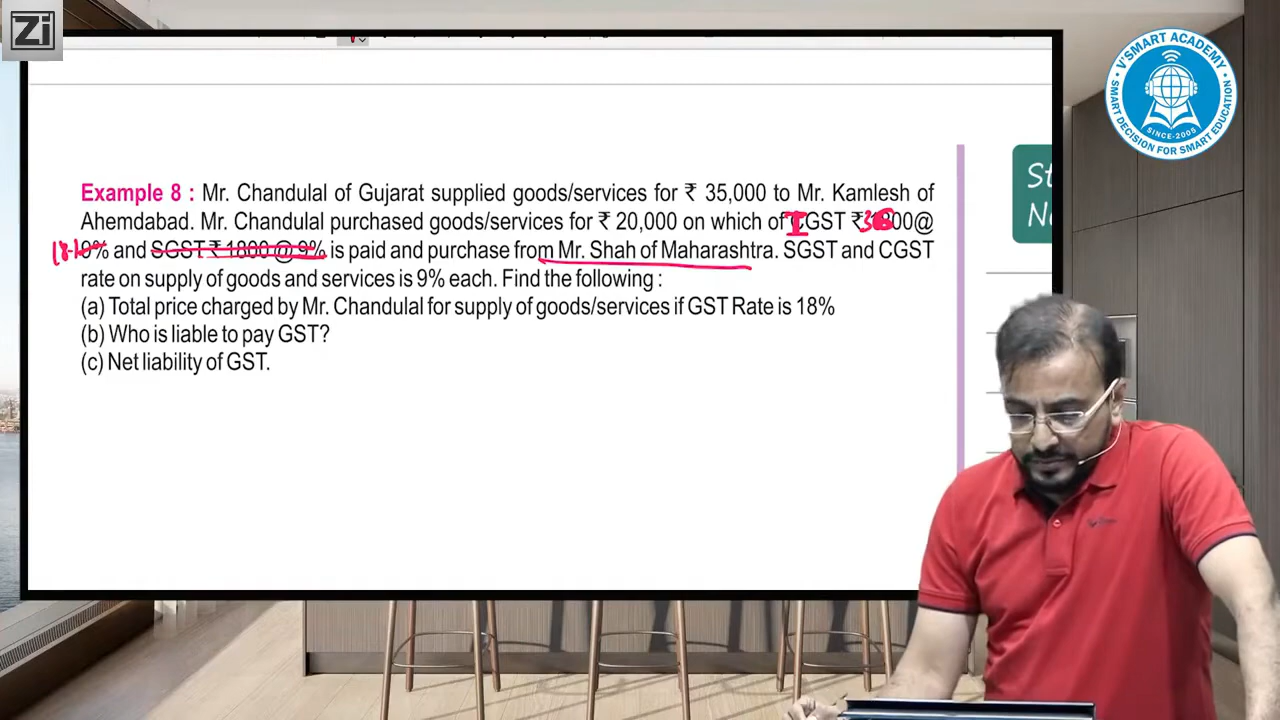 Zi
V'SMART ACADEMY
SMART DECISION FOR SMART EDUCATION
SINCE-2005
Example 8 : Mr. Chandulal of Gujarat supplied goods/services for ₹ 35,000 to Mr. Kamlesh of
Ahemdabad. Mr. Chandulal purchased goods/services for ₹ 20,000 on which of IGST ₹ 3600@
18% and SGST ₹ 1800 @ 9% is paid and purchase from Mr. Shah of Maharashtra. SGST and CGST
rate on supply of goods and services is 9% each. Find the following :
(a) Total price charged by Mr. Chandulal for supply of goods/services if GST Rate is 18%
(b) Who is liable to pay GST?
(c) Net liability of GST.